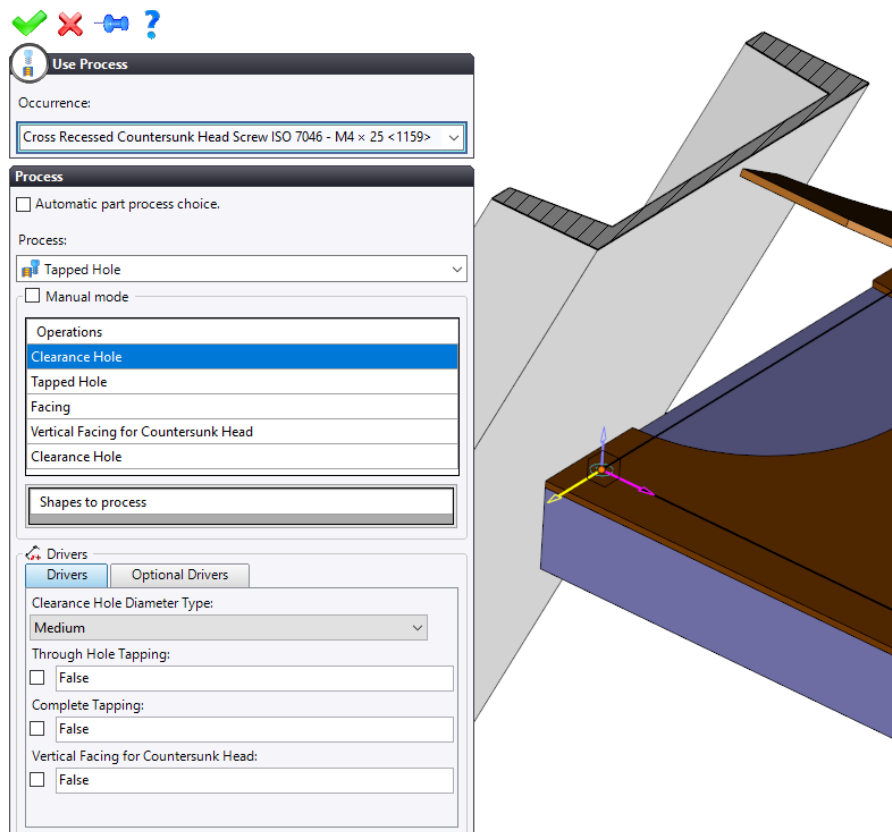 Use Process
Occurrence:
Cross Recessed Countersunk Head Screw ISO 7046 - M4 × 25 <1159>
Process
Automatic part process choice.
Process:
Tapped Hole
Manual mode
Operations
Clearance Hole
Tapped Hole
Facing
Vertical Facing for Countersunk Head
Clearance Hole
Shapes to process
Drivers
Drivers Optional Drivers
Clearance Hole Diameter Type:
Medium
Through Hole Tapping:
False
Complete Tapping:
False
Vertical Facing for Countersunk Head:
False